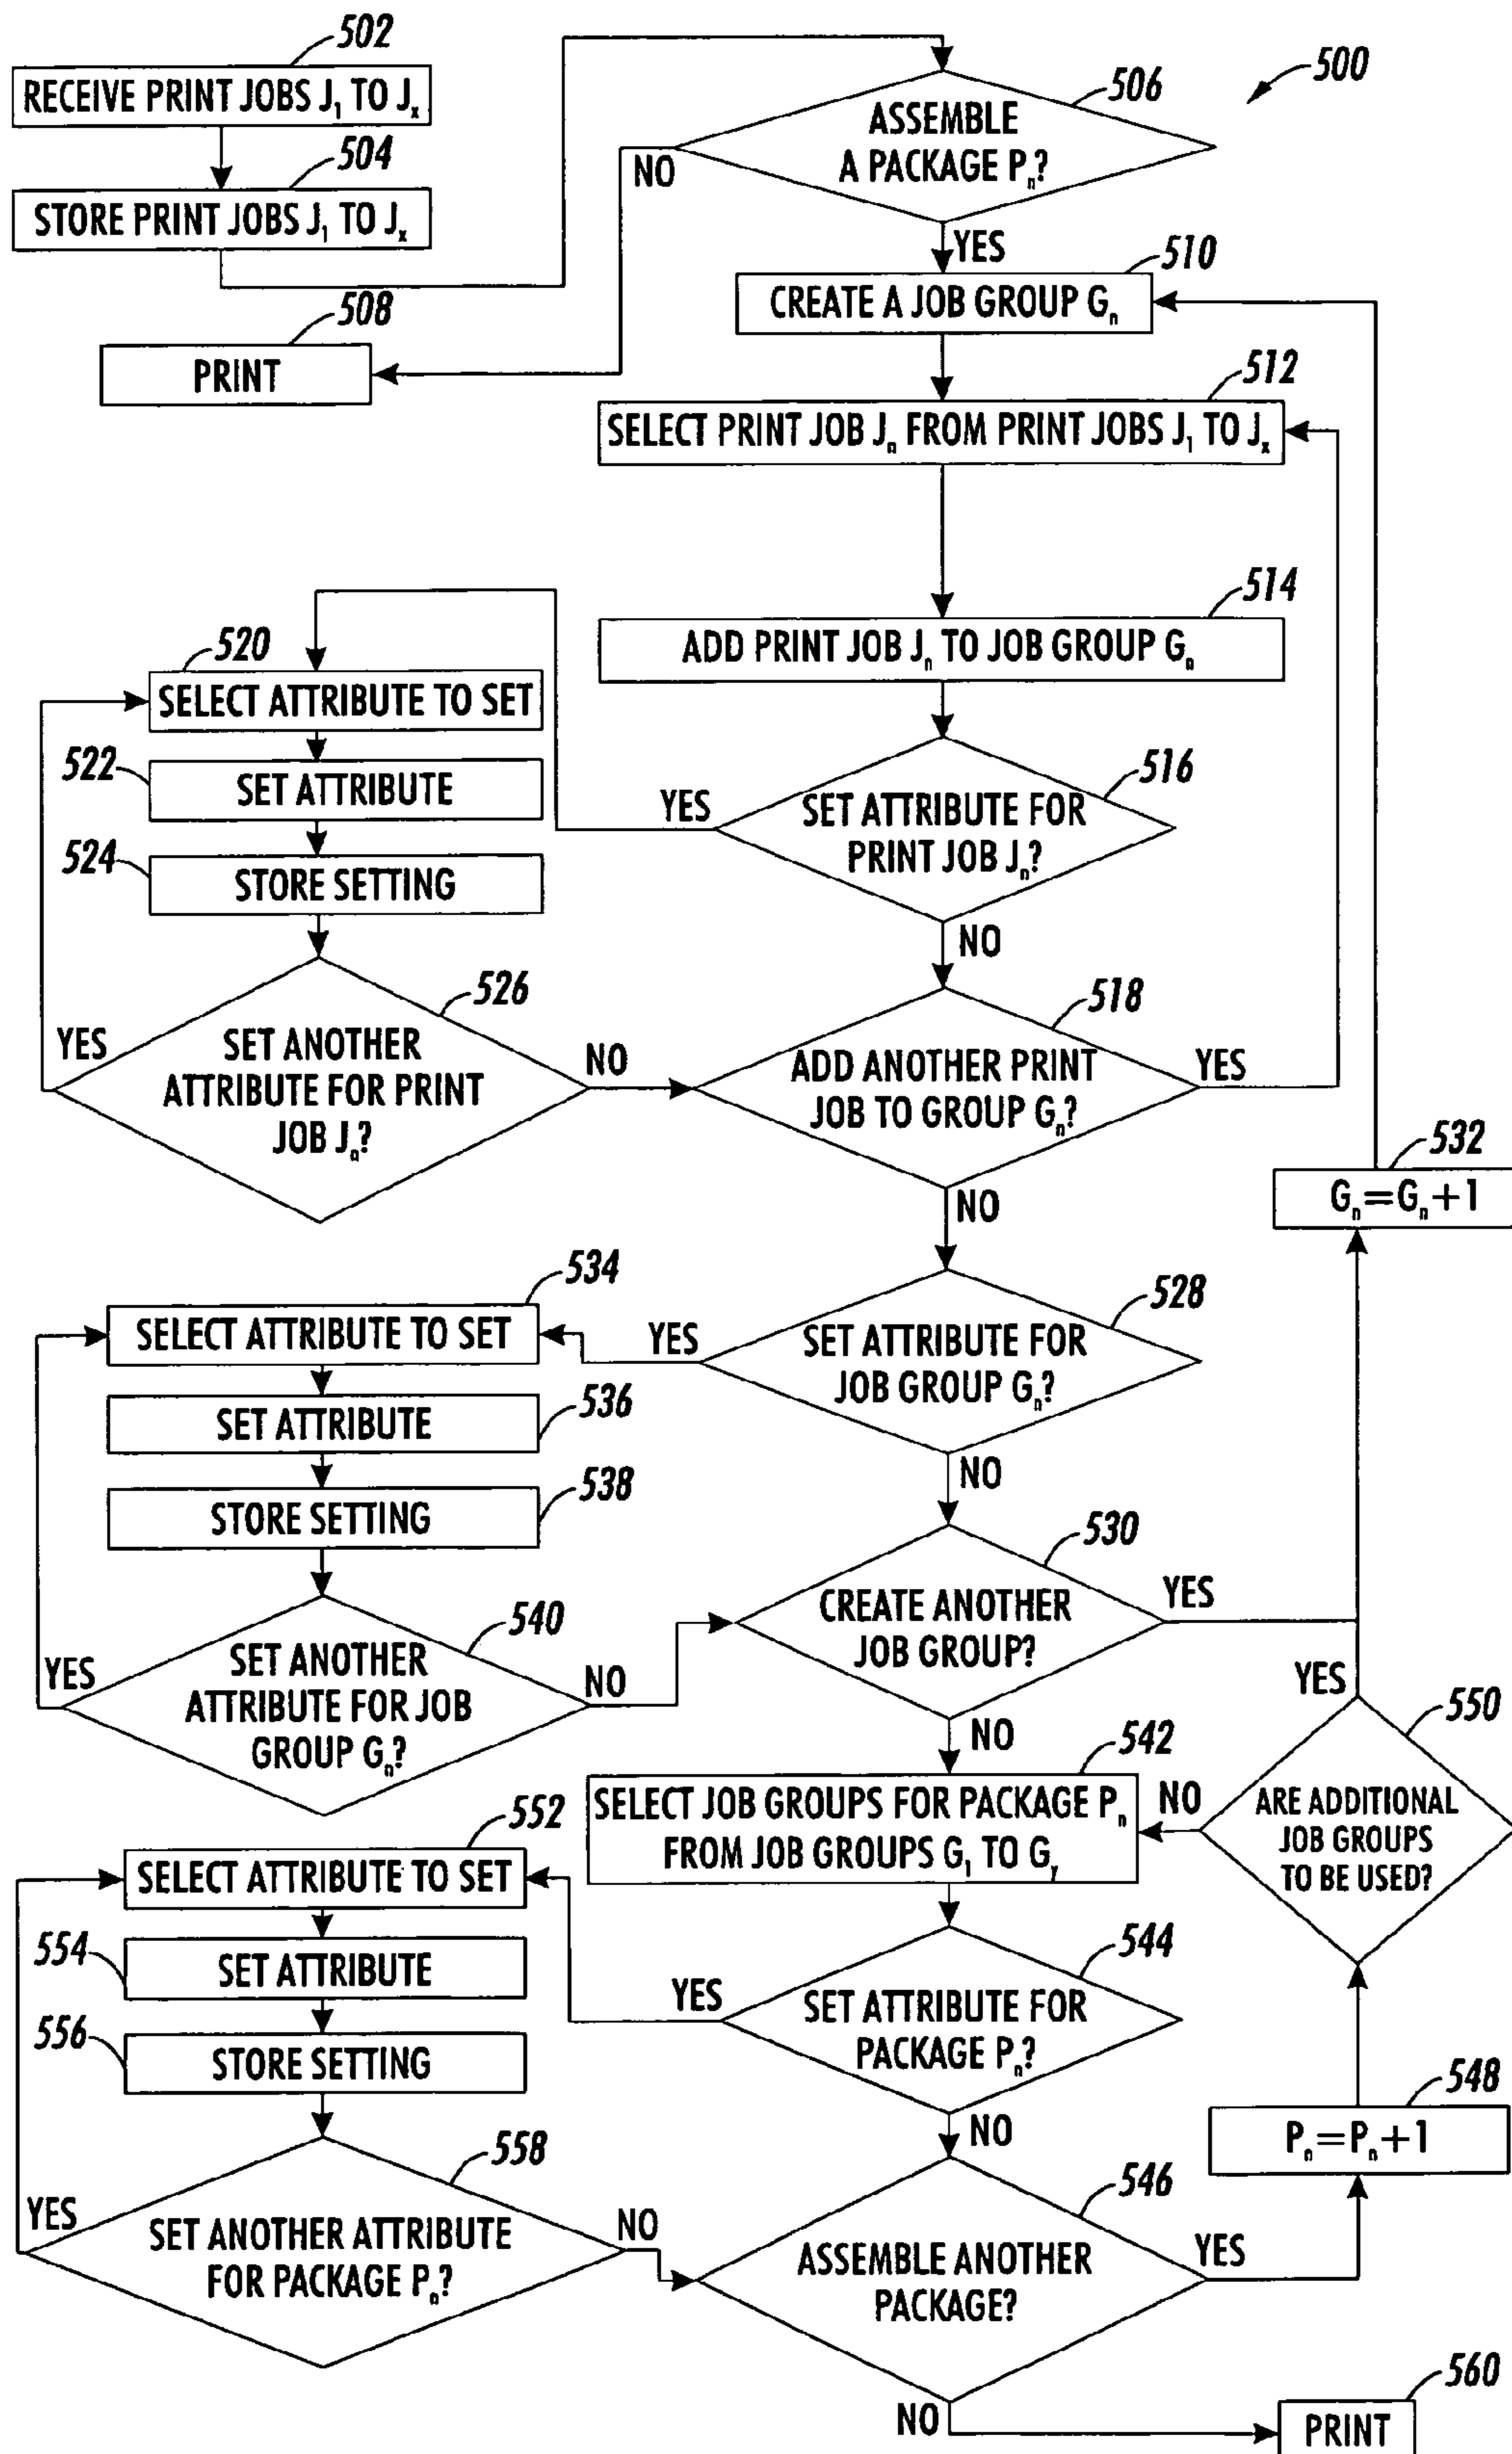 502
RECEIVE PRINT JOBS J₁ TO Jₓ
504
STORE PRINT JOBS J₁ TO Jₓ
500
506
ASSEMBLE
A PACKAGE Pₙ?
NO
YES
508
PRINT
510
CREATE A JOB GROUP Gₙ
512
SELECT PRINT JOB Jₙ FROM PRINT JOBS J₁ TO Jₓ
514
ADD PRINT JOB Jₙ TO JOB GROUP Gₙ
516
SET ATTRIBUTE FOR
PRINT JOB Jₙ?
YES
NO
520
SELECT ATTRIBUTE TO SET
522
SET ATTRIBUTE
524
STORE SETTING
526
SET ANOTHER
ATTRIBUTE FOR PRINT
JOB Jₙ?
YES
NO
518
ADD ANOTHER PRINT
JOB TO GROUP Gₙ?
YES
NO
532
Gₙ=Gₙ+1
528
SET ATTRIBUTE FOR
JOB GROUP Gₙ?
YES
NO
534
SELECT ATTRIBUTE TO SET
536
SET ATTRIBUTE
538
STORE SETTING
540
SET ANOTHER
ATTRIBUTE FOR JOB
GROUP Gₙ?
YES
NO
530
CREATE ANOTHER
JOB GROUP?
YES
NO
542
SELECT JOB GROUPS FOR PACKAGE Pₙ
FROM JOB GROUPS G₁ TO Gᵧ
550
ARE ADDITIONAL
JOB GROUPS
TO BE USED?
YES
NO
544
SET ATTRIBUTE FOR
PACKAGE Pₙ?
YES
NO
552
SELECT ATTRIBUTE TO SET
554
SET ATTRIBUTE
556
STORE SETTING
558
SET ANOTHER ATTRIBUTE
FOR PACKAGE Pₙ?
YES
NO
548
Pₙ=Pₙ+1
546
ASSEMBLE ANOTHER
PACKAGE?
YES
NO
560
PRINT